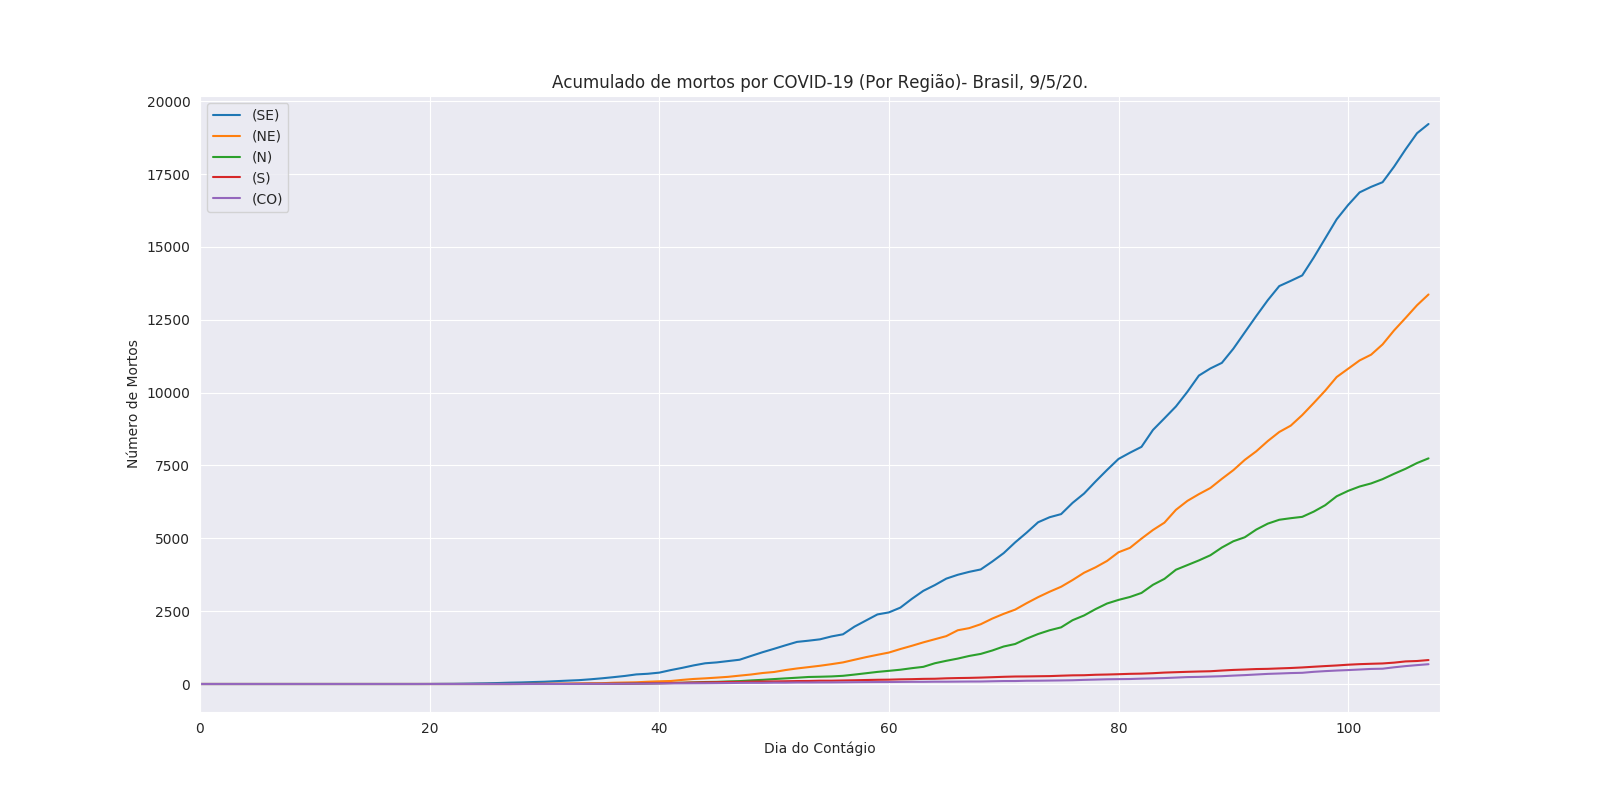 Acumulado de mortos por COVID-19 (Por Região)- Brasil, 9/5/20.
(SE)
(NE)
(N)
(S)
(CO)
Número de Mortos
20000
17500
15000
12500
10000
7500
5000
2500
0
0 20 40 60 80 100
Dia do Contágio